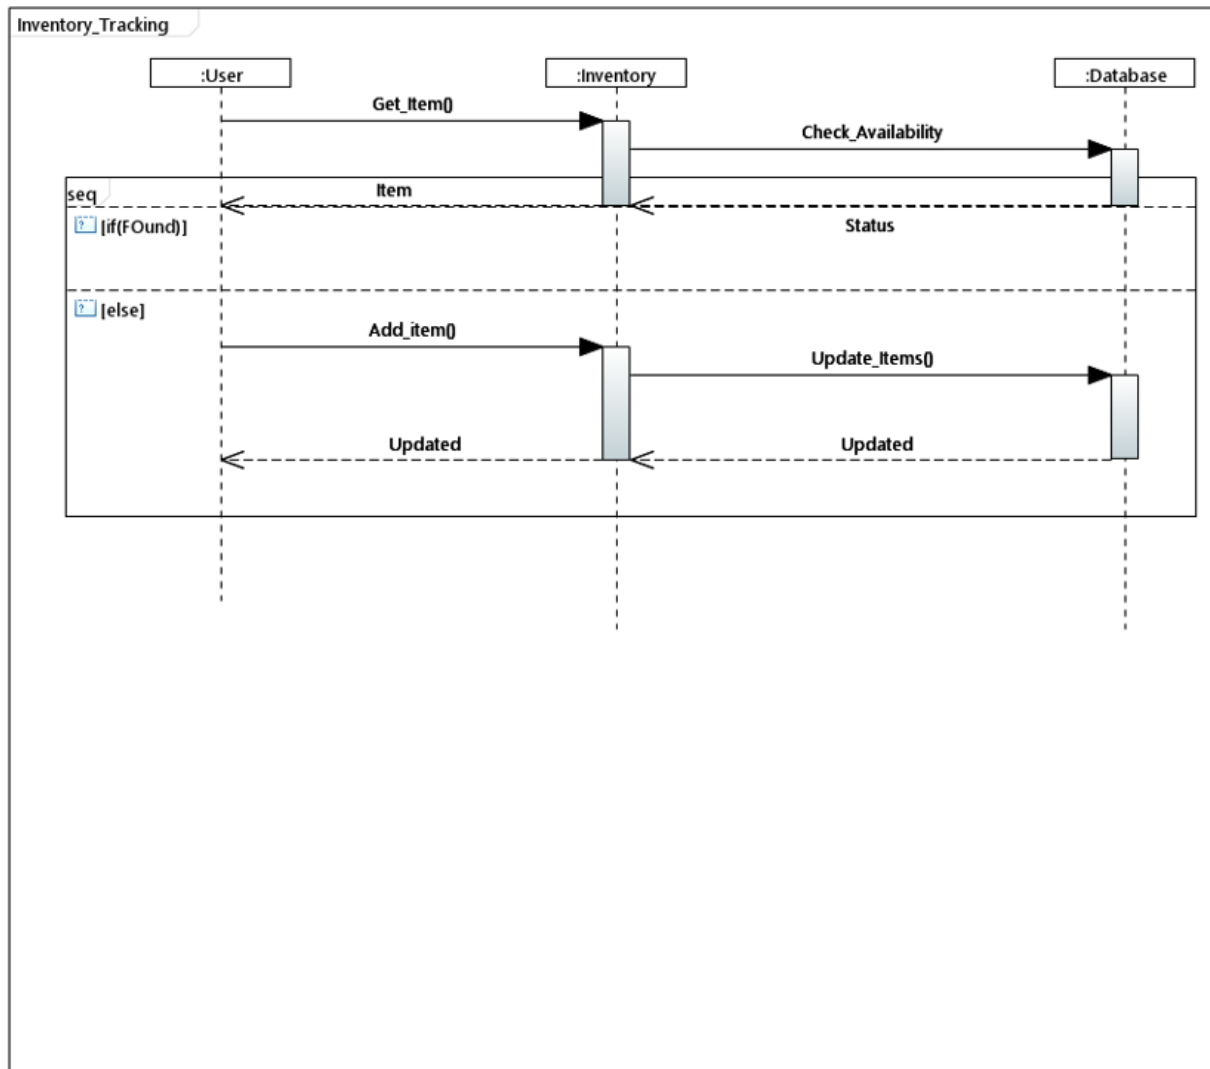 Inventory_Tracking
:User
:Inventory
:Database
Get_Item()
Check_Availability
seq
Item
[if(FOund)]
Status
[else]
Add_item()
Update_Items()
Updated
Updated